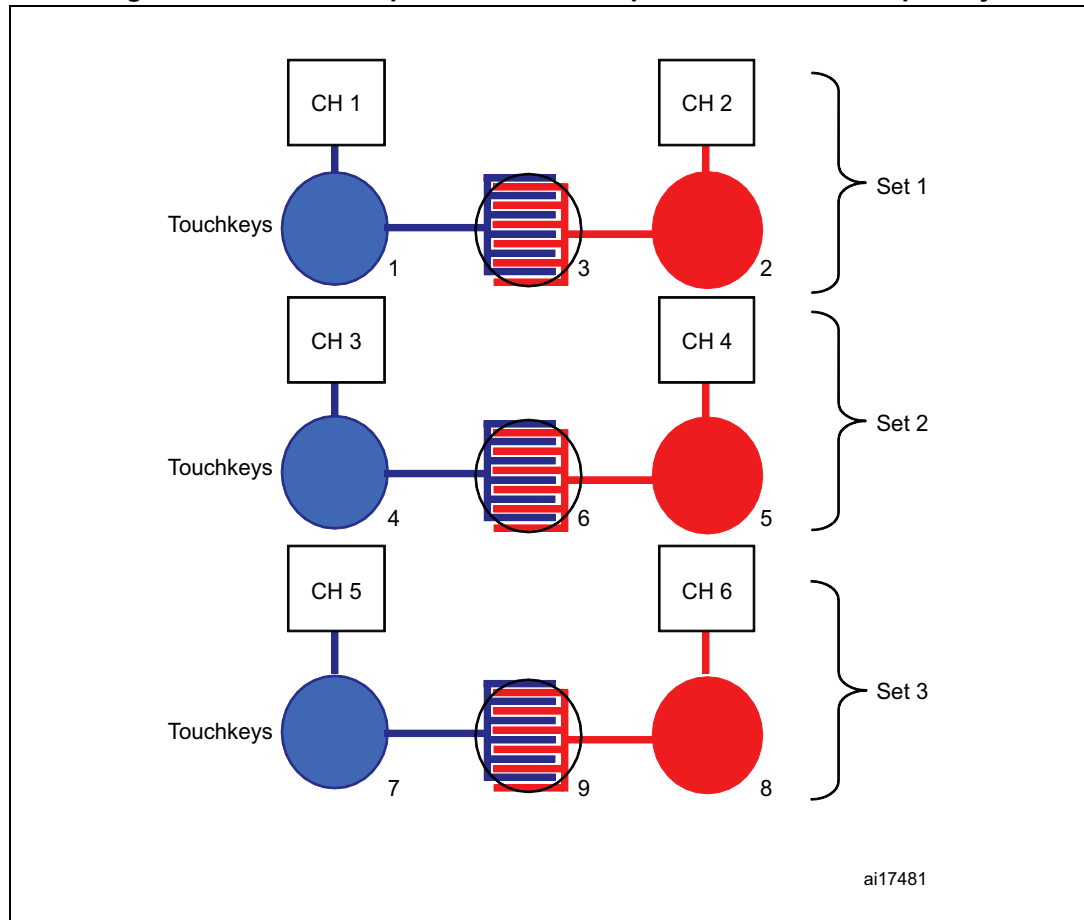 CH 1
CH 2
Touchkeys
1
3
2
Set 1
CH 3
CH 4
Touchkeys
4
6
5
Set 2
CH 5
CH 6
Touchkeys
7
9
8
Set 3
ai17481